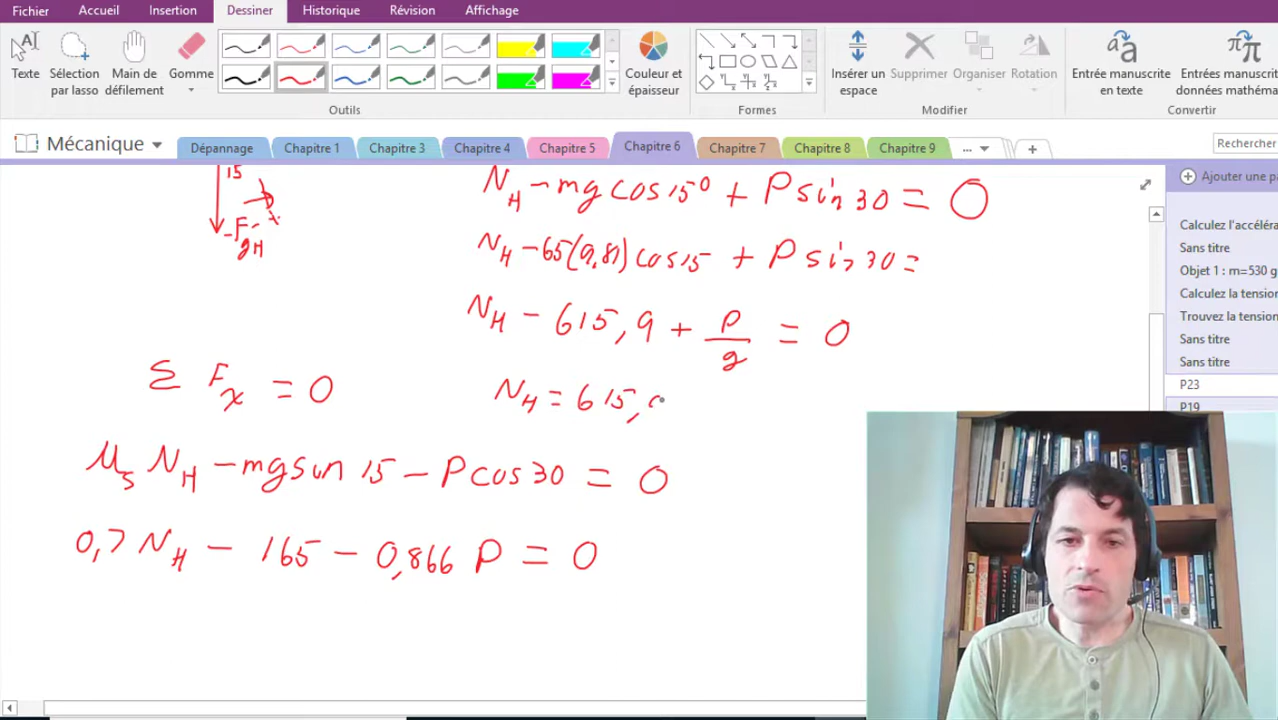 Fichier Accueil Insertion Dessiner Historique Révision Affichage
Texte
Sélection par lasso
Main de défilement
Gomme
Couleur et épaisseur
Insérer un espace
Supprimer
Organiser
Rotation
Entrée manuscrite en texte
Entrées manuscrites données mathéma
Outils
Formes
Modifier
Convertir
Mécanique
Dépannage Chapitre 1 Chapitre 3 Chapitre 4 Chapitre 5 Chapitre 6 Chapitre 7 Chapitre 8 Chapitre 9 ...
Rechercher
Ajouter une pa
Calculez l'accéléra
Sans titre
Objet 1 : m=530 g
Calculez la tension
Trouvez la tension
Sans titre
Sans titre
P23
P19
15
-F_gH
x
N_H - mg cos 15° + P sin 30 = 0
N_H - 65(9,81) cos 15 + P sin 30 =
N_H - 615,9 + P/2 = 0
N_H = 615,
Σ F_x = 0
μ_s N_H - mg sin 15 - P cos 30 = 0
0,7 N_H - 165 - 0,866 P = 0